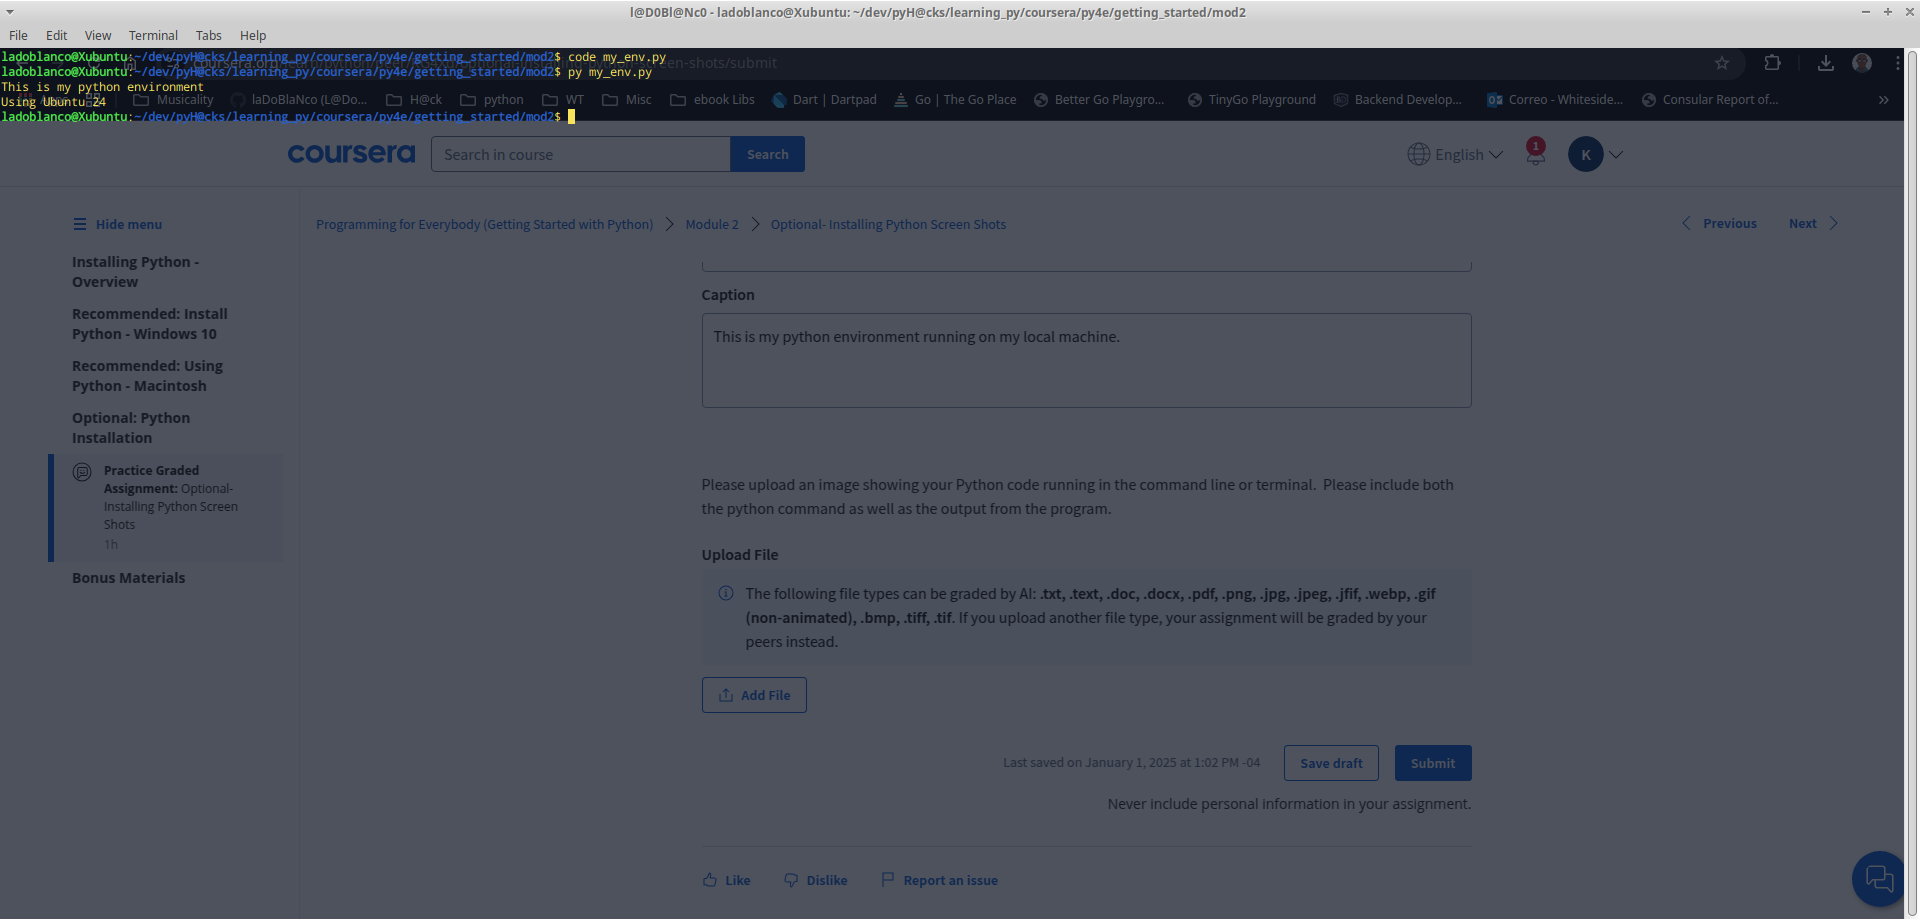 l@D0Bl@Nc0 - ladoblanco@Xubuntu: ~/dev/pyH@cks/learning_py/coursera/py4e/getting_started/mod2
File Edit View Terminal Tabs Help
ladoblanco@Xubuntu:~/dev/pyH@cks/learning_py/coursera/py4e/getting_started/mod2$ code my_env.py
ladoblanco@Xubuntu:~/dev/pyH@cks/learning_py/coursera/py4e/getting_started/mod2$ py my_env.py
This is my python environment
Using Ubuntu 24
ladoblanco@Xubuntu:~/dev/pyH@cks/learning_py/coursera/py4e/getting_started/mod2$
Musicality laDoBlaNco (L@Do... H@ck python WT Misc ebook Libs Dart | Dartpad Go | The Go Place Better Go Playgro... TinyGo Playground Backend Develop... Correo - Whiteside... Consular Report of... »
coursera Search in course Search English 1 K
Hide menu
Programming for Everybody (Getting Started with Python) Module 2 Optional- Installing Python Screen Shots
Previous Next
Installing Python -
Overview
Recommended: Install
Python - Windows 10
Recommended: Using
Python - Macintosh
Optional: Python
Installation
Practice Graded
Assignment: Optional-
Installing Python Screen
Shots
1h
Bonus Materials
Caption
This is my python environment running on my local machine.
Please upload an image showing your Python code running in the command line or terminal. Please include both
the python command as well as the output from the program.
Upload File
The following file types can be graded by AI: .txt, .text, .doc, .docx, .pdf, .png, .jpg, .jpeg, .jfif, .webp, .gif
(non-animated), .bmp, .tiff, .tif. If you upload another file type, your assignment will be graded by your
peers instead.
Add File
Last saved on January 1, 2025 at 1:02 PM -04 Save draft Submit
Never include personal information in your assignment.
Like Dislike Report an issue